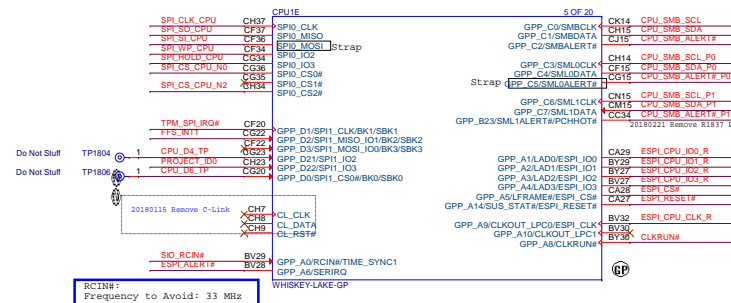 CPU1E 5 OF 20
SPI_CLK_CPU CH37 SPI0_CLK
SPI_SO_CPU CF37 SPI0_MISO
SPI_SI_CPU CF36 SPI0_MOSI Strap
SPI_WP_CPU CF34 SPI0_IO2
SPI_HOLD_CPU CG34 SPI0_IO3
SPI_CS_CPU_N0 CG36 SPI0_CS0#
CG35 SPI0_CS1#
SPI_CS_CPU_N2 CH34 SPI0_CS2#
TPM_SPI_IRQ# CF20 GPP_D1/SPI1_CLK/BK1/SBK1
FFS_INT1 CG22 GPP_D2/SPI1_MISO_IO1/BK2/SBK2
CF22 GPP_D3/SPI1_MOSI_IO0/BK3/SBK3
Do Not Stuff TP1804 1 CPU_D4_TP CG23 GPP_D21/SPI1_IO2
PROJECT_ID0 CH23 GPP_D22/SPI1_IO3
Do Not Stuff TP1806 1 CPU_D6_TP CG20 GPP_D0/SPI1_CS0#/BK0/SBK0
20180115 Remove C-Link
CH7 CL_CLK
CH8 CL_DATA
CH9 CL_RST#
SIO_RCIN# BV29 GPP_A0/RCIN#/TIME_SYNC1
ESPI_ALERT# BV28 GPP_A6/SERIRQ
WHISKEY-LAKE-GP
RCIN#:
Frequency to Avoid: 33 MHz
GPP_C0/SMBCLK CK14 CPU_SMB_SCL
GPP_C1/SMBDATA CH15 CPU_SMB_SDA
GPP_C2/SMBALERT# CJ15 CPU_SMB_ALERT#
GPP_C3/SML0CLK CH14 CPU_SMB_SCL_P0
GPP_C4/SML0DATA CF15 CPU_SMB_SDA_P0
Strap GPP_C5/SML0ALERT# CG15 CPU_SMB_ALERT#_P0
GPP_C6/SML1CLK CN15 CPU_SMB_SCL_P1
GPP_C7/SML1DATA CM15 CPU_SMB_SDA_P1
GPP_B23/SML1ALERT#/PCHHOT# CC34 CPU_SMB_ALERT#_P1
20180221 Remove R1837
GPP_A1/LAD0/ESPI_IO0 CA29 ESPI_CPU_IO0_R
GPP_A2/LAD1/ESPI_IO1 BY29 ESPI_CPU_IO1_R
GPP_A3/LAD2/ESPI_IO2 BY27 ESPI_CPU_IO2_R
GPP_A4/LAD3/ESPI_IO3 BV27 ESPI_CPU_IO3_R
GPP_A5/LFRAME#/ESPI_CS# CA28 ESPI_CS#
GPP_A14/SUS_STAT#/ESPI_RESET# CA27 ESPI_RESET#
GPP_A9/CLKOUT_LPC0/ESPI_CLK BV32 ESPI_CPU_CLK_R
GPP_A10/CLKOUT_LPC1 BV30
GPP_A8/CLKRUN# BY30 CLKRUN#
GP